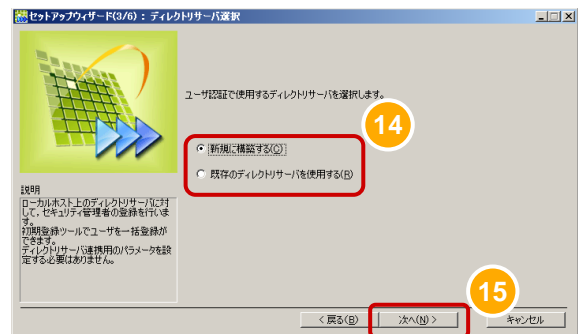 セットアップウィザード(3/6) : ディレクトリサーバ選択
ユーザ認証で使用するディレクトリサーバを選択します。
14
新規に構築する(C)
既存のディレクトリサーバを使用する(R)
説明
ローカルホスト上のディレクトリサーバに対
して，セキュリティ管理者の登録を行いま
す。
初期登録ツールでユーザを一括登録が
できます。
ディレクトリサーバ連携用のパラメータを設
定する必要はありません。
15
< 戻る(B)
次へ(N) >
キャンセル